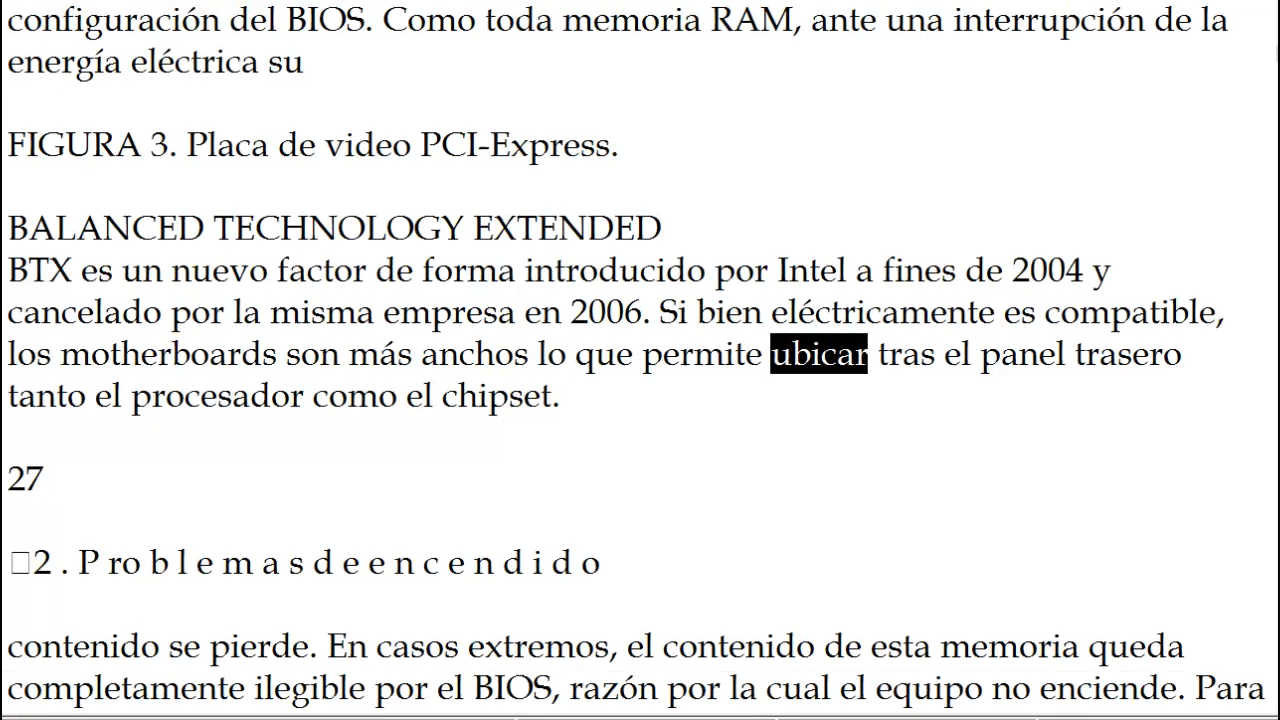 configuración del BIOS. Como toda memoria RAM, ante una interrupción de la
energía eléctrica su
FIGURA 3. Placa de video PCI-Express.
BALANCED TECHNOLOGY EXTENDED
BTX es un nuevo factor de forma introducido por Intel a fines de 2004 y
cancelado por la misma empresa en 2006. Si bien eléctricamente es compatible,
los motherboards son más anchos lo que permite ubicar tras el panel trasero
tanto el procesador como el chipset.
27
□2 . P ro b l e m a s d e e n c e n d i d o
contenido se pierde. En casos extremos, el contenido de esta memoria queda
completamente ilegible por el BIOS, razón por la cual el equipo no enciende. Para